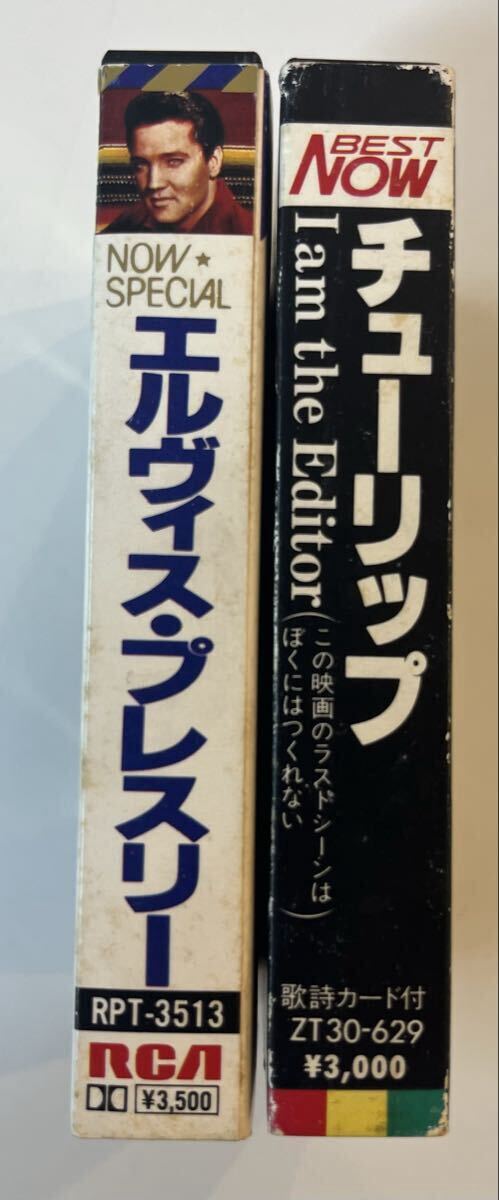 NOW★
SPECIAL
エルヴィス・プレスリー
RPT-3513
RCA
¥3,500
BEST
NOW
チューリップ
I am the Editor
(この映画のラストシーンは
ぼくにはつくれない)
歌詩カード付
ZT30-629
¥3,000